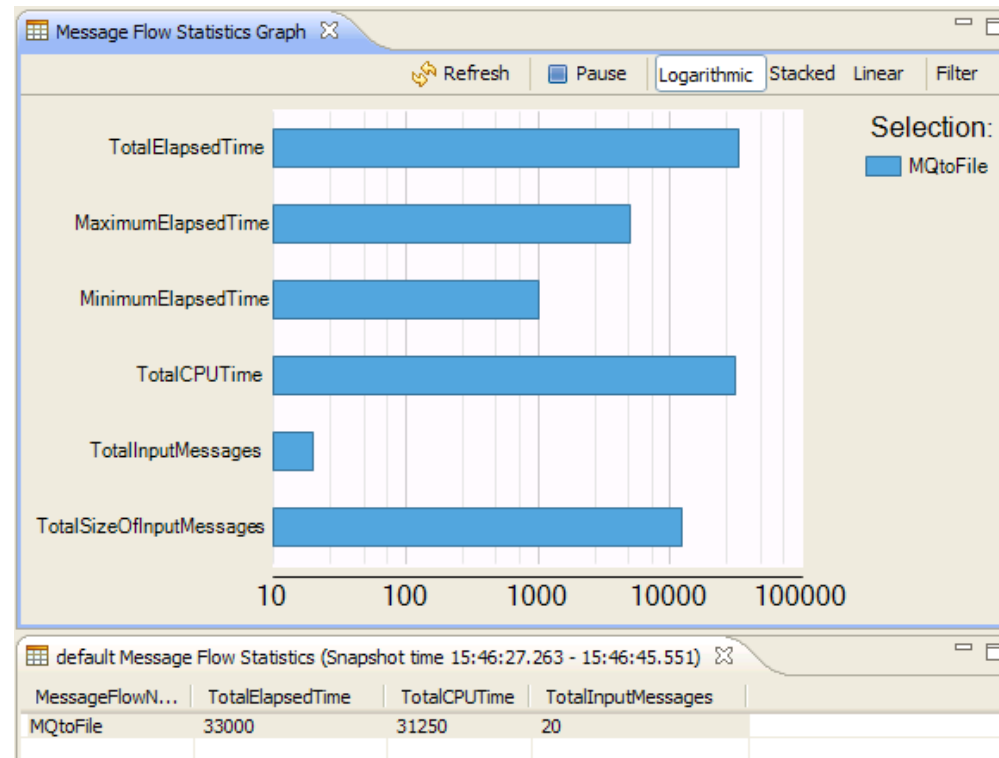 Message Flow Statistics Graph
Refresh Pause Logarithmic Stacked Linear Filter
Selection:
MQtoFile
TotalElapsedTime
MaximumElapsedTime
MinimumElapsedTime
TotalCPUTime
TotalInputMessages
TotalSizeOfInputMessages
10 100 1000 10000 100000
default Message Flow Statistics (Snapshot time 15:46:27.263 - 15:46:45.551)
MessageFlowN... TotalElapsedTime TotalCPUTime TotalInputMessages
MQtoFile 33000 31250 20